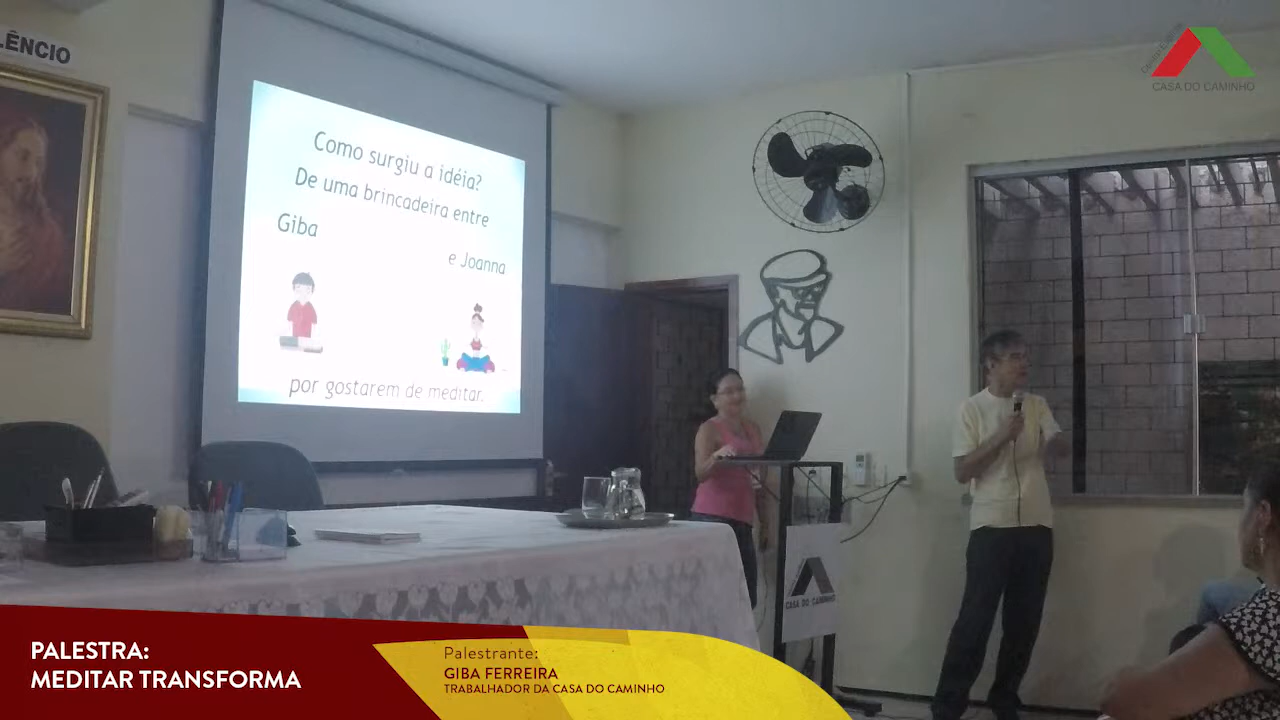 LÊNCIO
Como surgiu a idéia?
De uma brincadeira entre
Giba
e Joanna
por gostarem de meditar.
CASA DO CAMINHO
CASA DO CAMINHO
PALESTRA:
MEDITAR TRANSFORMA
Palestrante:
GIBA FERREIRA
TRABALHADOR DA CASA DO CAMINHO